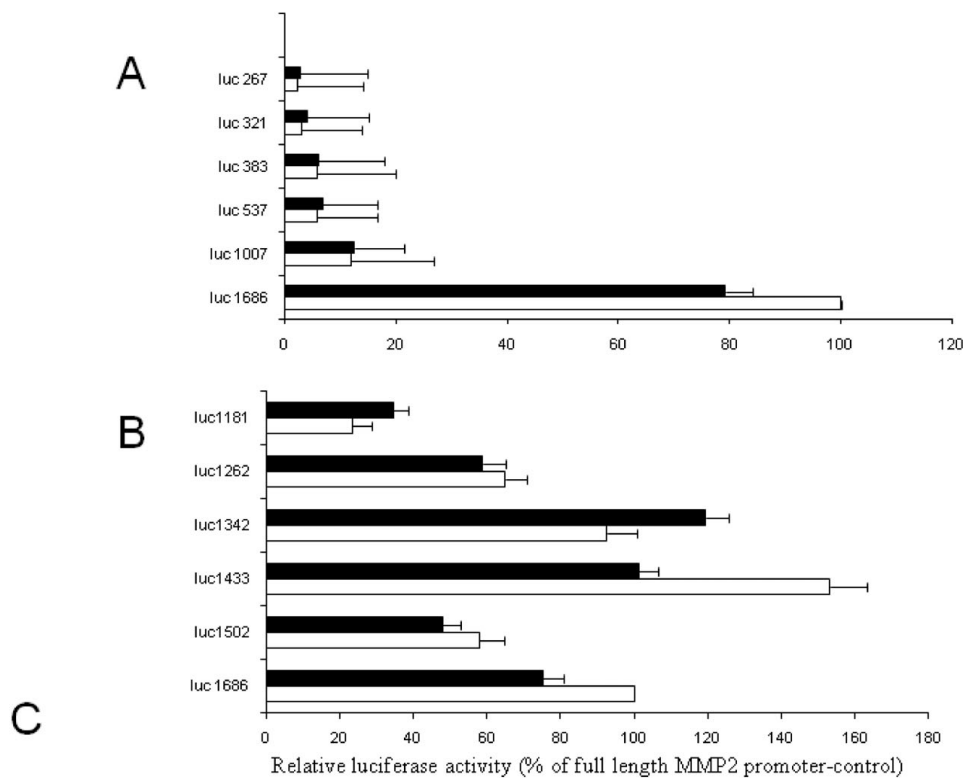 A
luc 267
luc 321
luc 383
luc 537
luc 1007
luc 1686
0 20 40 60 80 100 120
B
luc1181
luc1262
luc1342
luc1433
luc1502
luc 1686
C
0 20 40 60 80 100 120 140 160 180
Relative luciferase activity (% of full length MMP2 promoter-control)